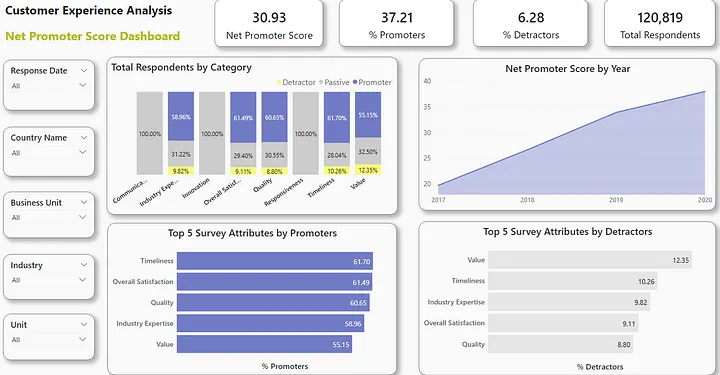 Customer Experience Analysis
Net Promoter Score Dashboard
30.93
Net Promoter Score
37.21
% Promoters
6.28
% Detractors
120,819
Total Respondents
Response Date
All
Country Name
All
Business Unit
All
Industry
All
Unit
All
Total Respondents by Category
Detractor Passive Promoter
100.00%
58.96%
31.22%
9.82%
100.00%
61.49%
29.40%
9.11%
60.65%
30.55%
8.80%
100.00%
61.70%
28.04%
10.26%
55.15%
32.50%
12.35%
Communica...
Industry Expe...
Innovation
Overall Satisf...
Quality
Responsiveness
Timeliness
Value
Net Promoter Score by Year
40
35
30
25
20
2017 2018 2019 2020
Top 5 Survey Attributes by Promoters
Timeliness 61.70
Overall Satisfaction 61.49
Quality 60.65
Industry Expertise 58.96
Value 55.15
% Promoters
Top 5 Survey Attributes by Detractors
Value 12.35
Timeliness 10.26
Industry Expertise 9.82
Overall Satisfaction 9.11
Quality 8.80
% Detractors